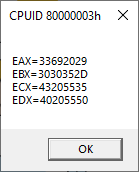 CPUID 80000003h
EAX=33692029
EBX=3030352D
ECX=43205535
EDX=40205550
OK